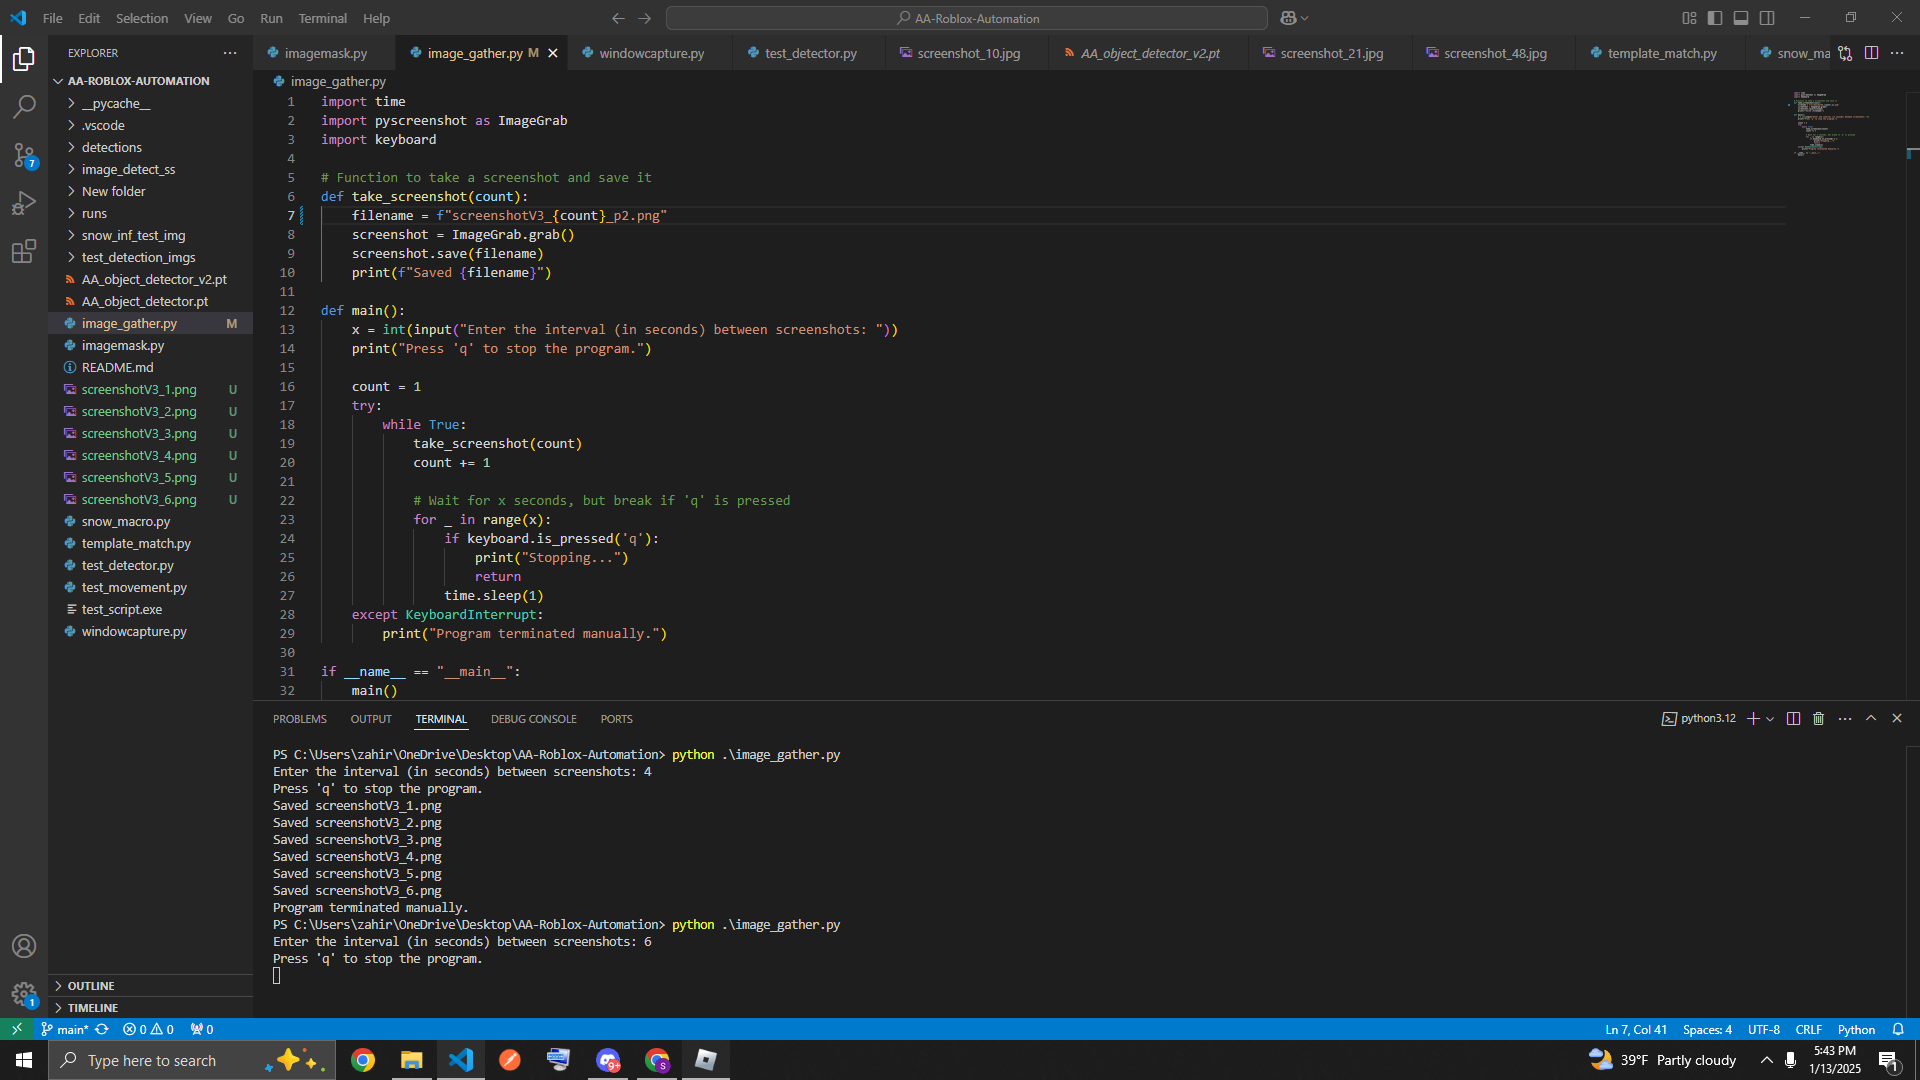 File Edit Selection View Go Run Terminal Help
AA-Roblox-Automation
EXPLORER
imagemask.py
image_gather.py M
windowcapture.py
test_detector.py
screenshot_10.jpg
AA_object_detector_v2.pt
screenshot_21.jpg
screenshot_48.jpg
template_match.py
snow_ma
AA-ROBLOX-AUTOMATION
__pycache__
.vscode
detections
image_detect_ss
New folder
runs
snow_inf_test_img
test_detection_imgs
AA_object_detector_v2.pt
AA_object_detector.pt
image_gather.py M
imagemask.py
README.md
screenshotV3_1.png U
screenshotV3_2.png U
screenshotV3_3.png U
screenshotV3_4.png U
screenshotV3_5.png U
screenshotV3_6.png U
snow_macro.py
template_match.py
test_detector.py
test_movement.py
test_script.exe
windowcapture.py
OUTLINE
TIMELINE
7
1
image_gather.py
1 import time
2 import pyscreenshot as ImageGrab
3 import keyboard
4
5 # Function to take a screenshot and save it
6 def take_screenshot(count):
7 filename = f"screenshotV3_{count}_p2.png"
8 screenshot = ImageGrab.grab()
9 screenshot.save(filename)
10 print(f"Saved {filename}")
11
12 def main():
13 x = int(input("Enter the interval (in seconds) between screenshots: "))
14 print("Press 'q' to stop the program.")
15
16 count = 1
17 try:
18 while True:
19 take_screenshot(count)
20 count += 1
21
22 # Wait for x seconds, but break if 'q' is pressed
23 for _ in range(x):
24 if keyboard.is_pressed('q'):
25 print("Stopping...")
26 return
27 time.sleep(1)
28 except KeyboardInterrupt:
29 print("Program terminated manually.")
30
31 if __name__ == "__main__":
32 main()
PROBLEMS OUTPUT TERMINAL DEBUG CONSOLE PORTS
python3.12
PS C:\Users\zahir\OneDrive\Desktop\AA-Roblox-Automation> python .\image_gather.py
Enter the interval (in seconds) between screenshots: 4
Press 'q' to stop the program.
Saved screenshotV3_1.png
Saved screenshotV3_2.png
Saved screenshotV3_3.png
Saved screenshotV3_4.png
Saved screenshotV3_5.png
Saved screenshotV3_6.png
Program terminated manually.
PS C:\Users\zahir\OneDrive\Desktop\AA-Roblox-Automation> python .\image_gather.py
Enter the interval (in seconds) between screenshots: 6
Press 'q' to stop the program.
main* 0 0 0
Ln 7, Col 41 Spaces: 4 UTF-8 CRLF Python
Type here to search
9+
S
39°F Partly cloudy
5:43 PM
1/13/2025
1